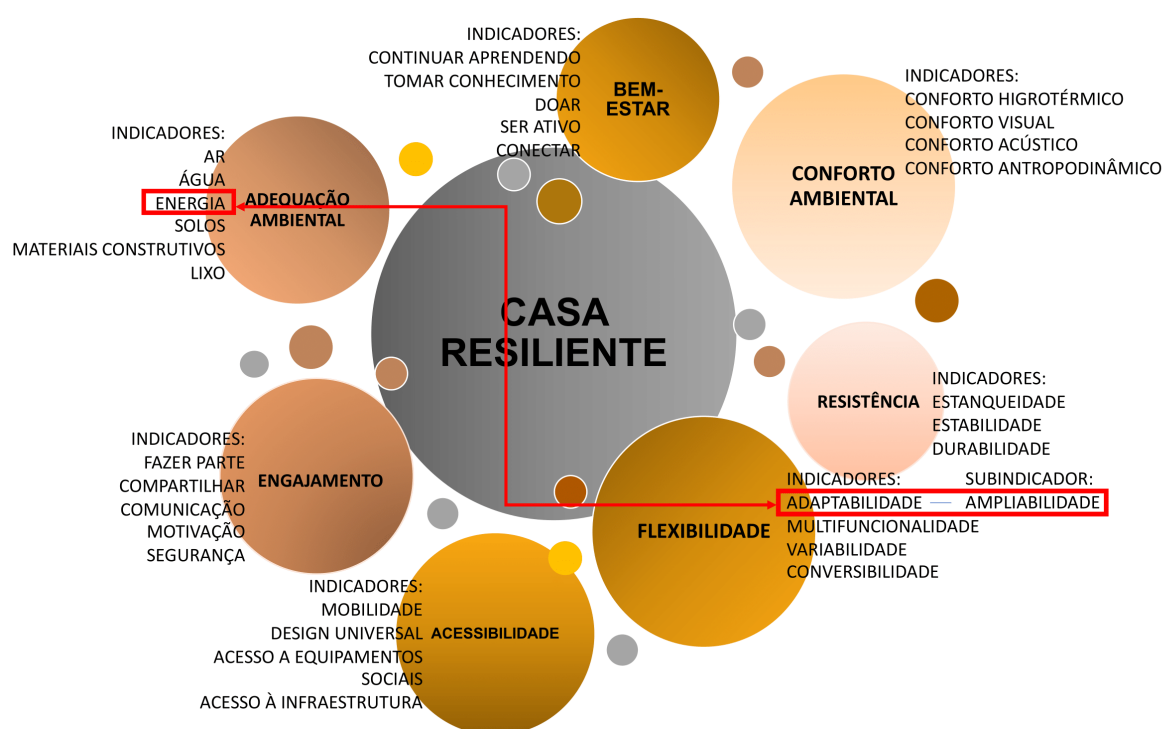 INDICADORES:
CONTINUAR APRENDENDO
TOMAR CONHECIMENTO
DOAR
SER ATIVO
CONECTAR
BEM-
ESTAR
INDICADORES:
CONFORTO HIGROTÉRMICO
CONFORTO VISUAL
CONFORTO ACÚSTICO
CONFORTO ANTROPODINÂMICO
CONFORTO
AMBIENTAL
INDICADORES:
AR
ÁGUA
ENERGIA
SOLOS
MATERIAIS CONSTRUTIVOS
LIXO
ADEQUAÇÃO
AMBIENTAL
CASA
RESILIENTE
RESISTÊNCIA
INDICADORES:
ESTANQUEIDADE
ESTABILIDADE
DURABILIDADE
INDICADORES:
FAZER PARTE
COMPARTILHAR
COMUNICAÇÃO
MOTIVAÇÃO
SEGURANÇA
ENGAJAMENTO
FLEXIBILIDADE
INDICADORES: SUBINDICADOR:
ADAPTABILIDADE — AMPLIABILIDADE
MULTIFUNCIONALIDADE
VARIABILIDADE
CONVERSIBILIDADE
INDICADORES:
MOBILIDADE
DESIGN UNIVERSAL
ACESSO A EQUIPAMENTOS
SOCIAIS
ACESSO À INFRAESTRUTURA
ACESSIBILIDADE